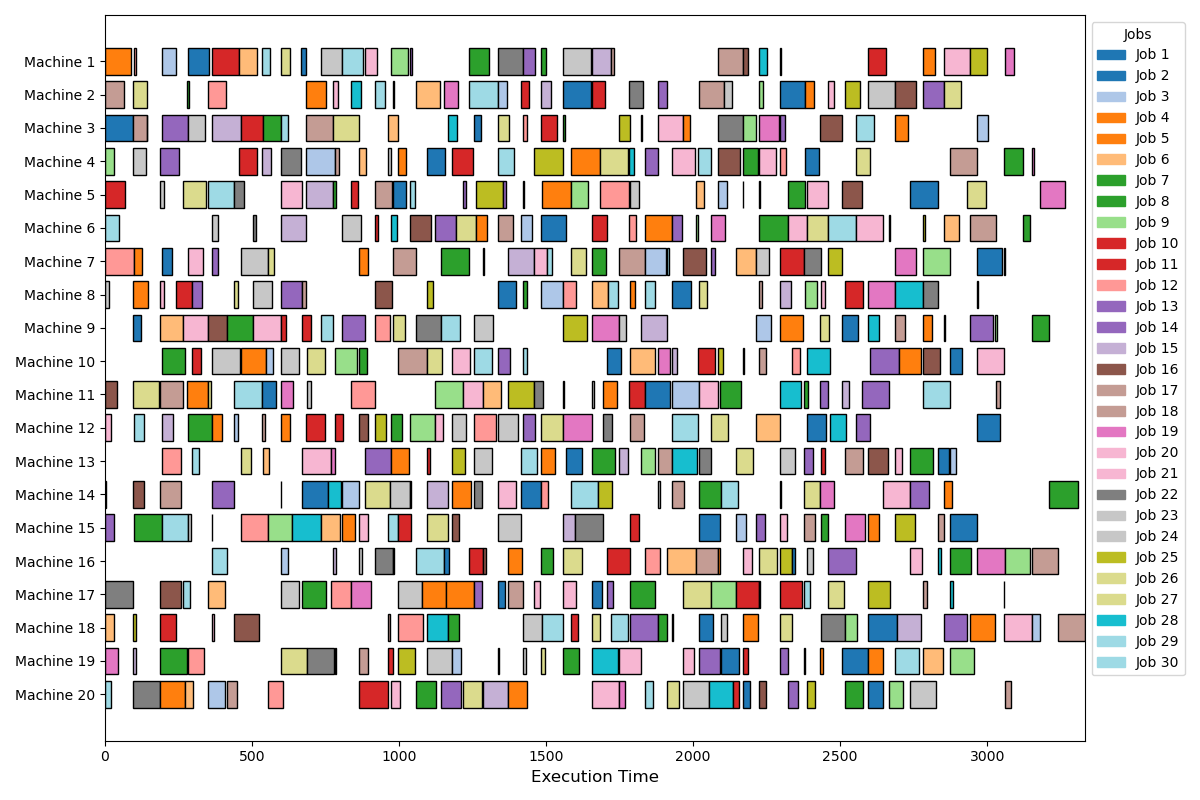 Machine 1
Machine 2
Machine 3
Machine 4
Machine 5
Machine 6
Machine 7
Machine 8
Machine 9
Machine 10
Machine 11
Machine 12
Machine 13
Machine 14
Machine 15
Machine 16
Machine 17
Machine 18
Machine 19
Machine 20
0 500 1000 1500 2000 2500 3000
Execution Time
Jobs
Job 1
Job 2
Job 3
Job 4
Job 5
Job 6
Job 7
Job 8
Job 9
Job 10
Job 11
Job 12
Job 13
Job 14
Job 15
Job 16
Job 17
Job 18
Job 19
Job 20
Job 21
Job 22
Job 23
Job 24
Job 25
Job 26
Job 27
Job 28
Job 29
Job 30